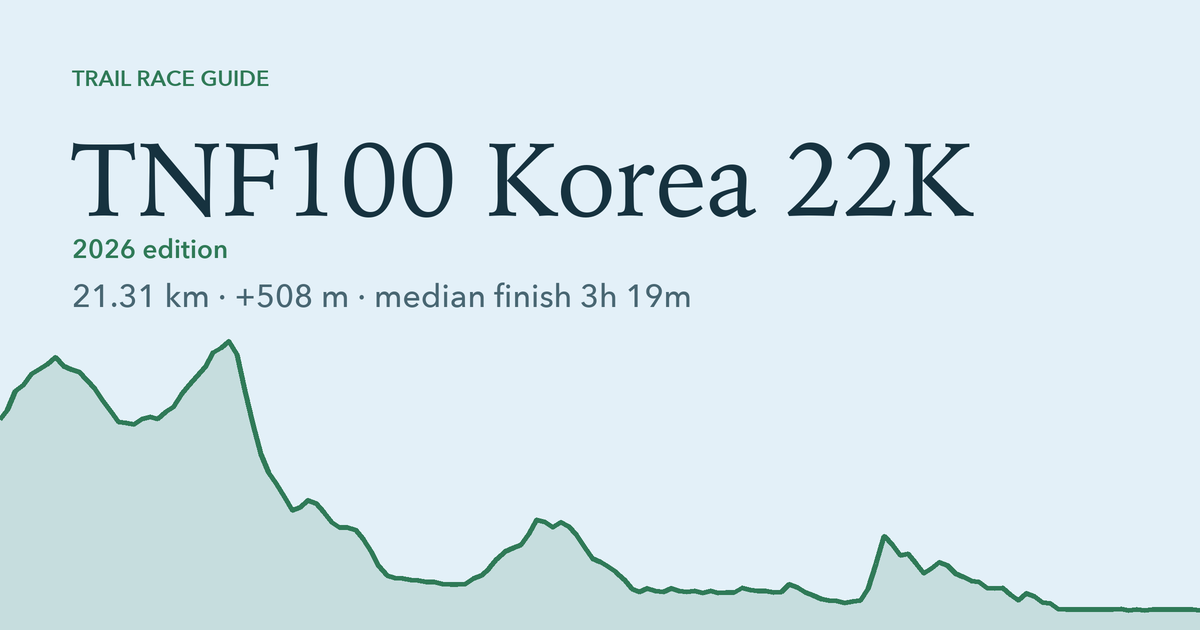 TRAIL RACE GUIDE
TNF100 Korea 22K
2026 edition
21.31 km · +508 m · median finish 3h 19m